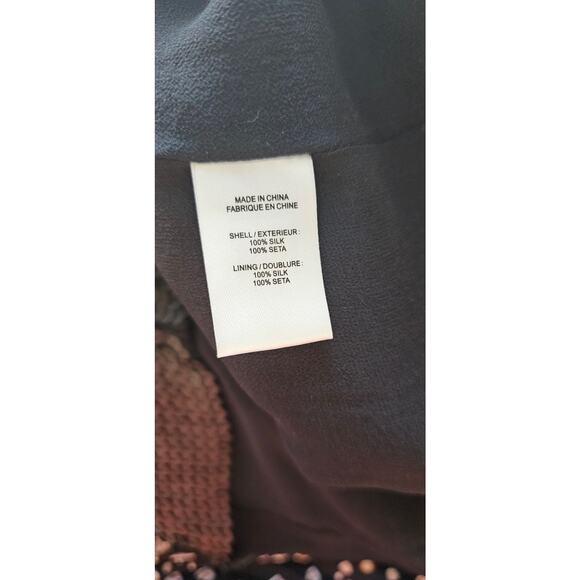 MADE IN CHINA
FABRIQUE EN CHINE
SHELL / EXTERIEUR :
100% SILK
100% SETA
LINING / DOUBLURE :
100% SILK
100% SETA